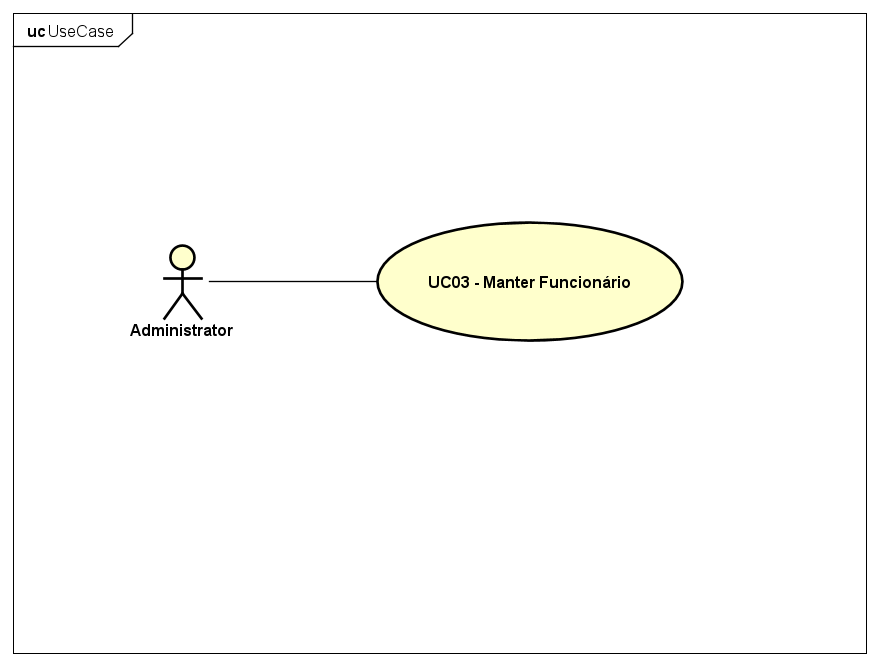 uc UseCase
UC03 - Manter Funcionário
Administrator